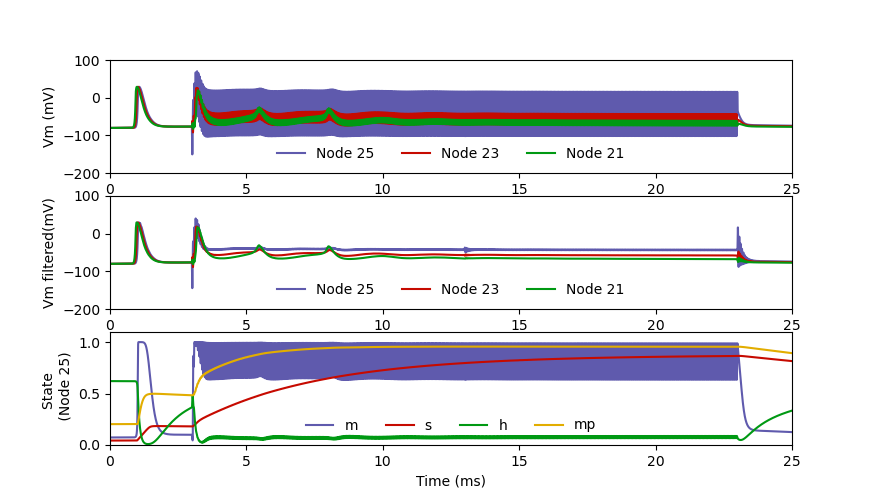 100
0
−100
−200
Vm (mV)
Node 25 Node 23 Node 21
0 5 10 15 20 25
100
0
−100
−200
Vm filtered(mV)
Node 25 Node 23 Node 21
0 5 10 15 20 25
1.0
0.5
0.0
State
(Node 25)
m s h mp
0 5 10 15 20 25
Time (ms)